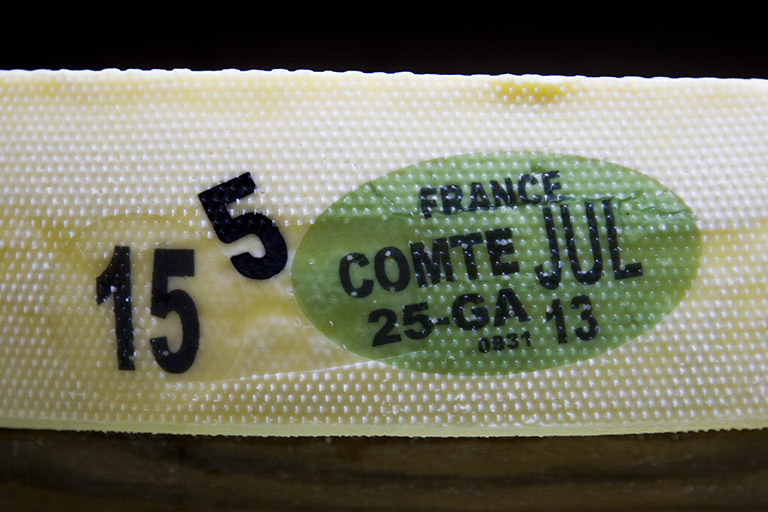 15 5
FRANCE
COMTE JUL
25-GA 13
0831